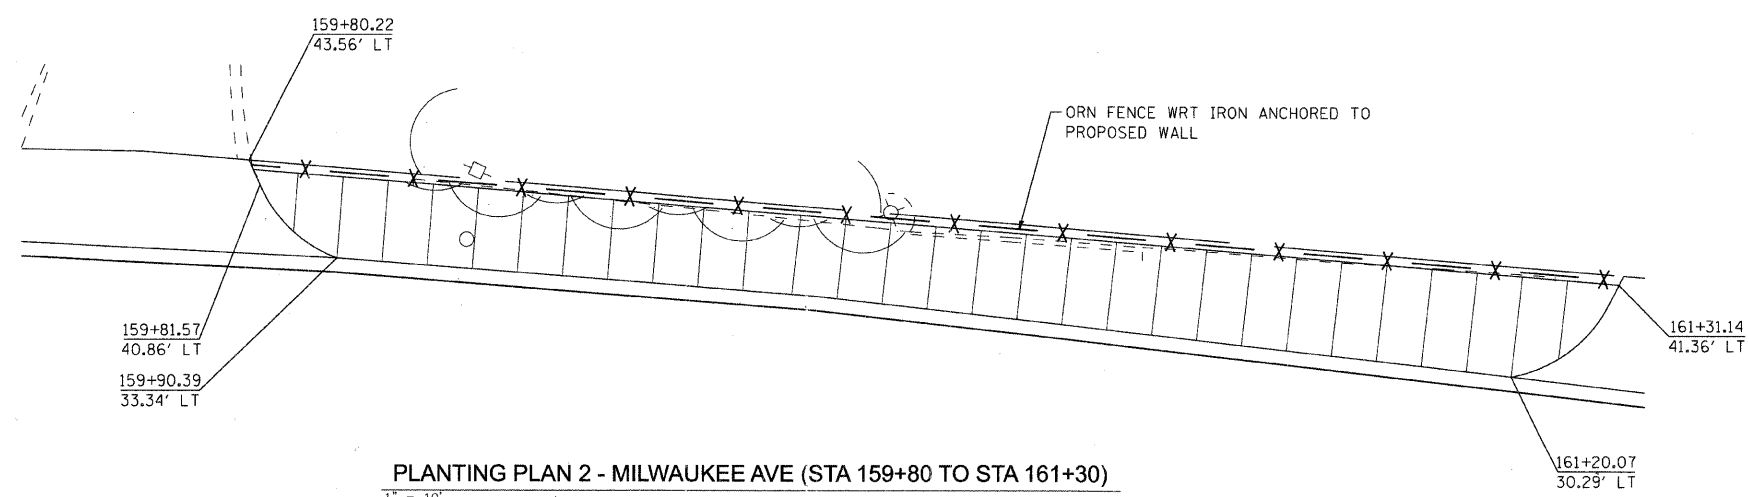 159+80.22
43.56' LT
ORN FENCE WRT IRON ANCHORED TO
PROPOSED WALL
159+81.57
40.86' LT
159+90.39
33.34' LT
161+31.14
41.36' LT
161+20.07
30.29' LT
PLANTING PLAN 2 - MILWAUKEE AVE (STA 159+80 TO STA 161+30)
1" = 10'